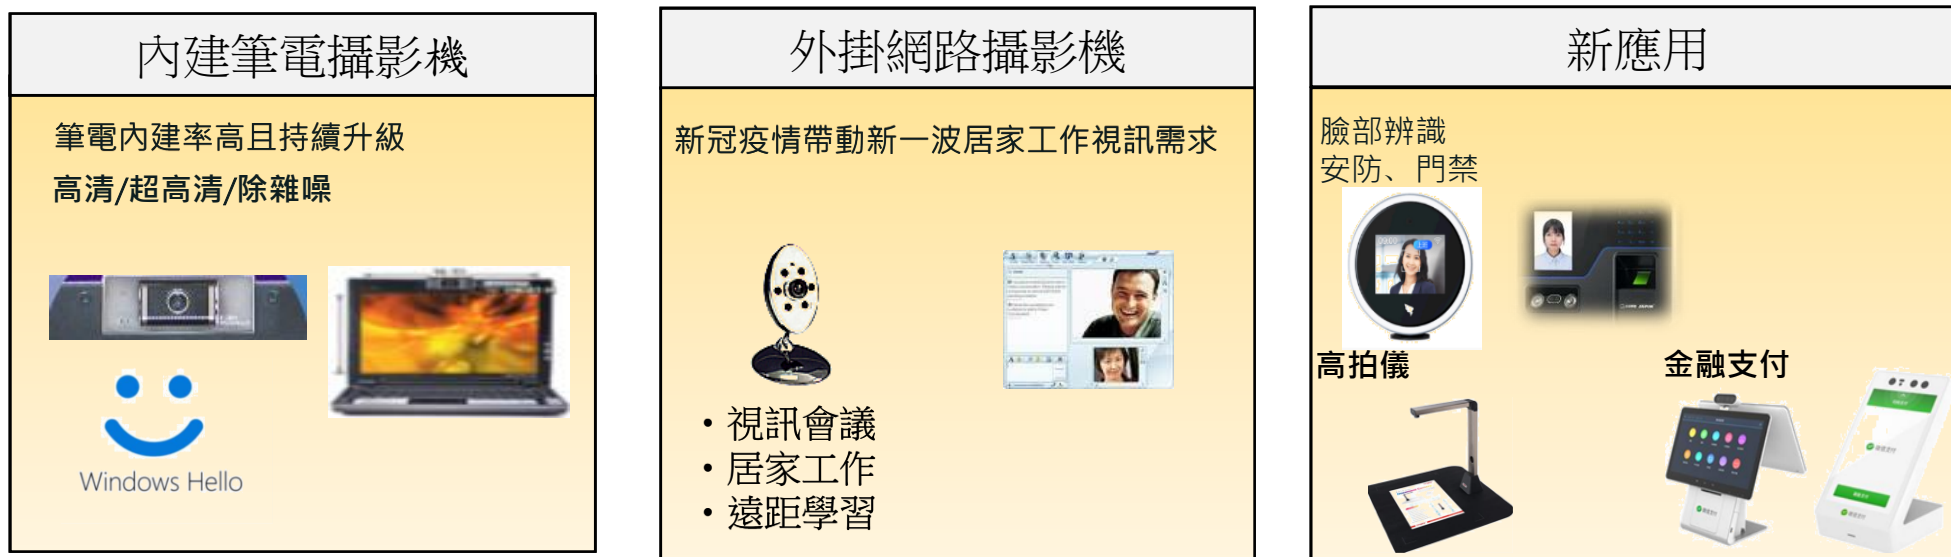 內建筆電攝影機
筆電內建率高且持續升級
高清/超高清/除雜噪
Windows Hello
外掛網路攝影機
新冠疫情帶動新一波居家工作視訊需求
・視訊會議
・居家工作
・遠距學習
新應用
臉部辨識
安防、門禁
高拍儀
金融支付